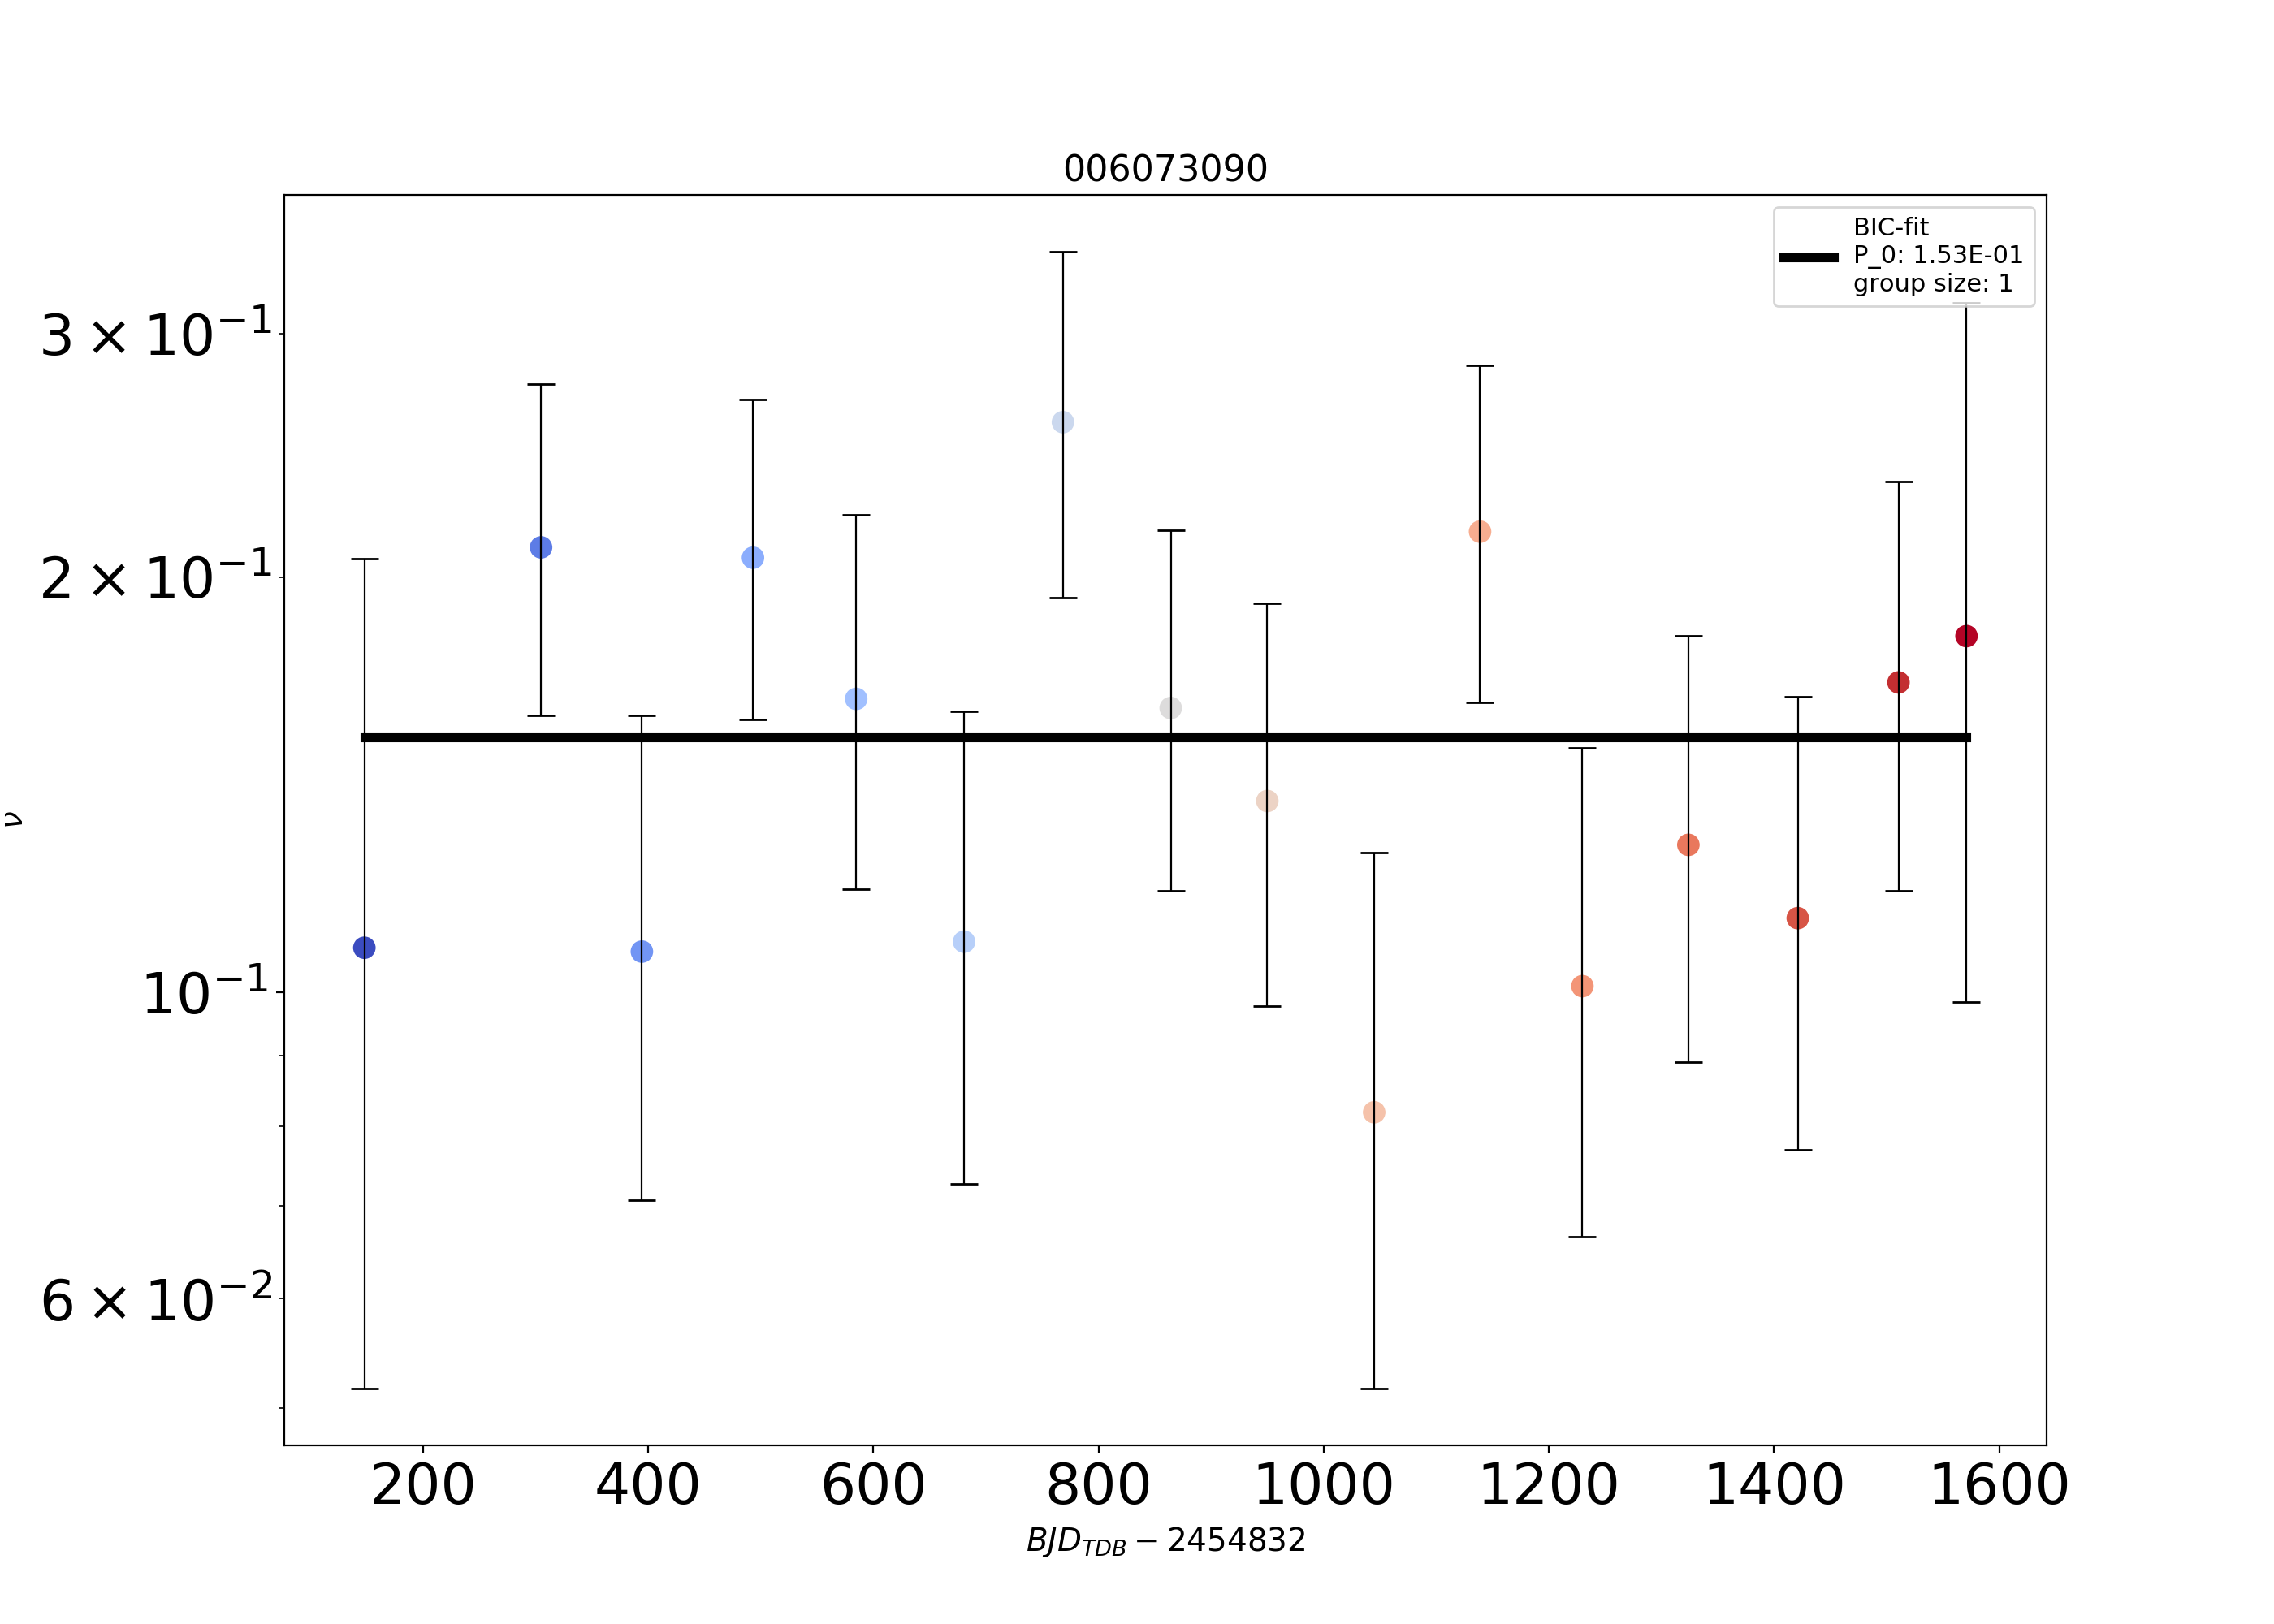 006073090
BIC-fit
P_0: 1.53E-01
group size: 1
3 × 10⁻¹
2 × 10⁻¹
10⁻¹
6 × 10⁻²
ν
200 400 600 800 1000 1200 1400 1600
BJD_TDB − 2454832